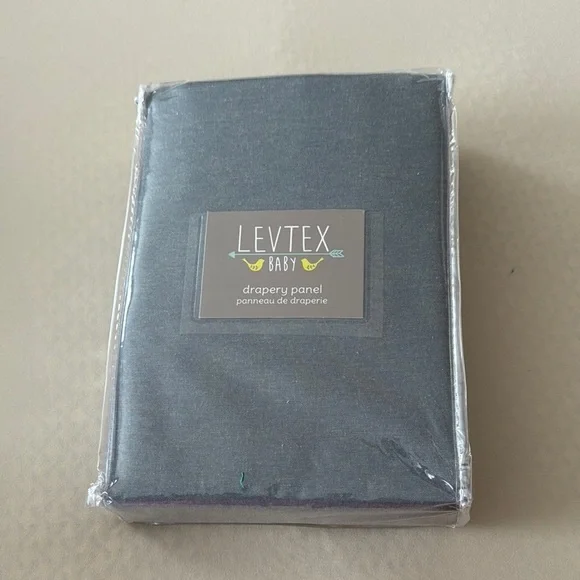 LEVTEX
BABY
drapery panel
panneau de draperie